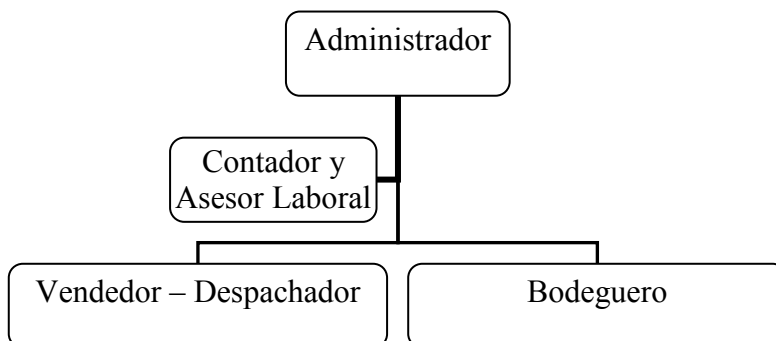 Administrador
Contador y
Asesor Laboral
Vendedor – Despachador
Bodeguero